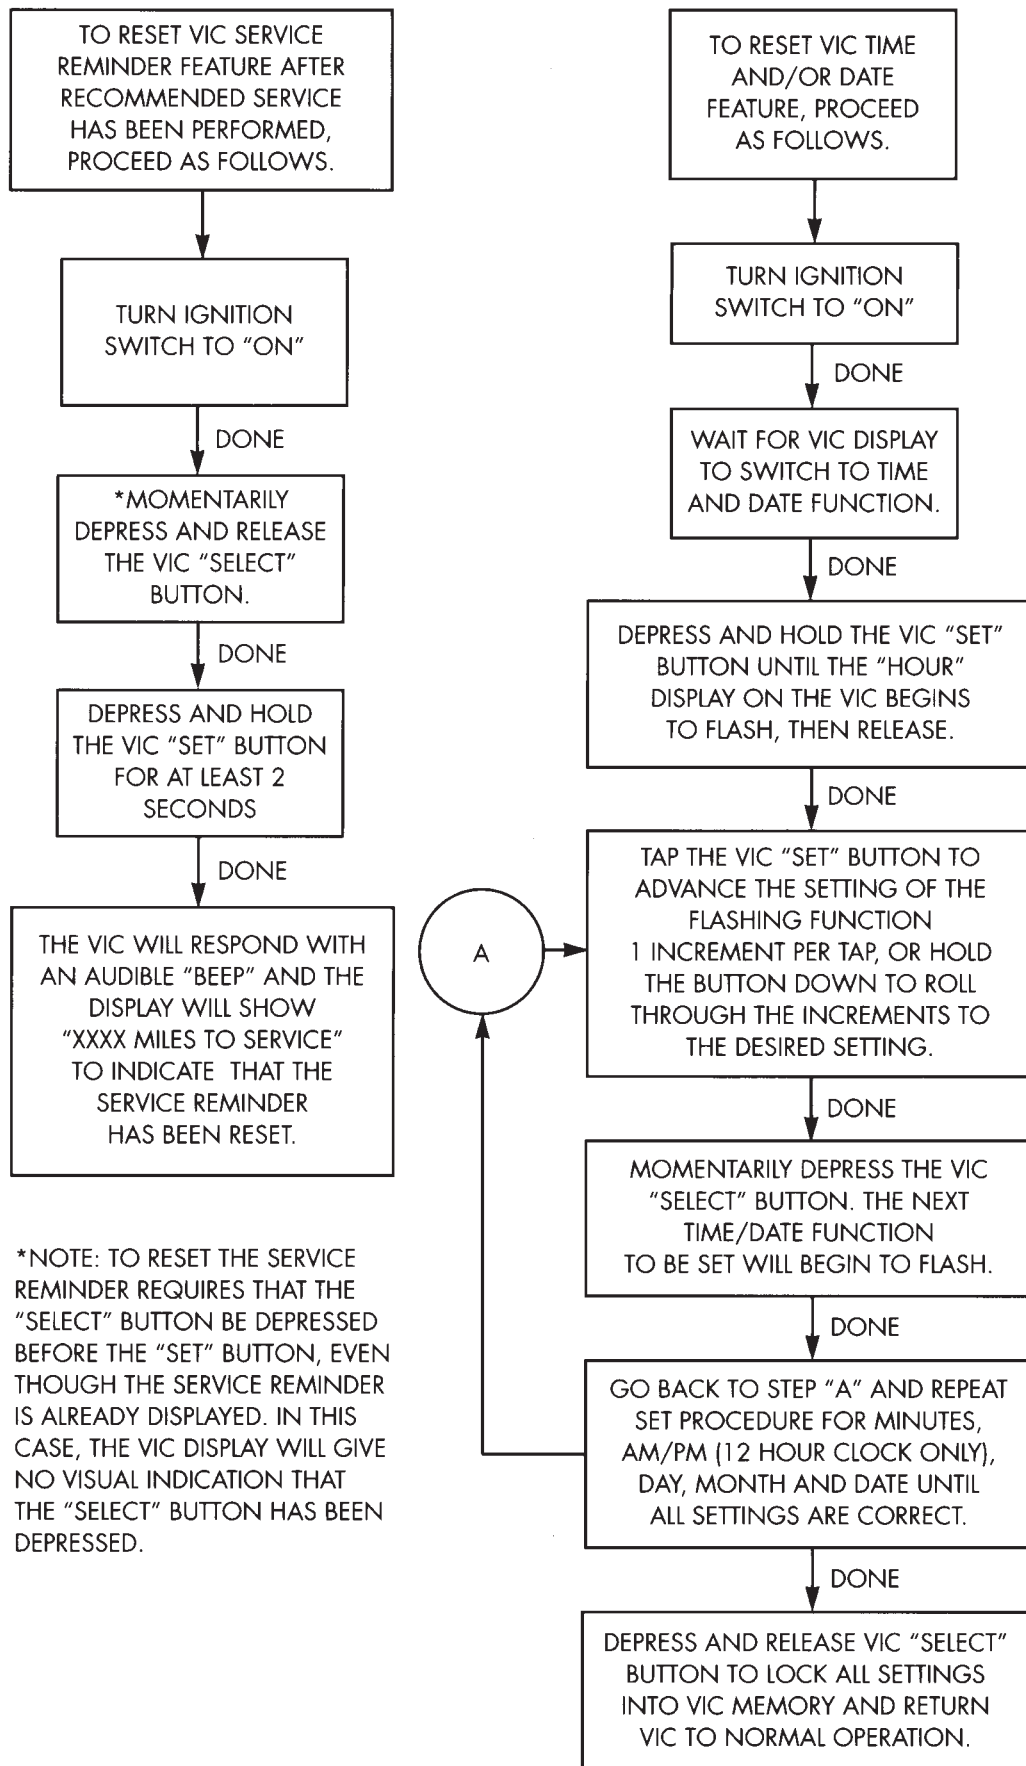 TO RESET VIC SERVICE
REMINDER FEATURE AFTER
RECOMMENDED SERVICE
HAS BEEN PERFORMED,
PROCEED AS FOLLOWS.
TURN IGNITION
SWITCH TO “ON”
DONE
*MOMENTARILY
DEPRESS AND RELEASE
THE VIC “SELECT”
BUTTON.
DONE
DEPRESS AND HOLD
THE VIC “SET” BUTTON
FOR AT LEAST 2
SECONDS
DONE
THE VIC WILL RESPOND WITH
AN AUDIBLE “BEEP” AND THE
DISPLAY WILL SHOW
“XXXX MILES TO SERVICE”
TO INDICATE THAT THE
SERVICE REMINDER
HAS BEEN RESET.
*NOTE: TO RESET THE SERVICE
REMINDER REQUIRES THAT THE
“SELECT” BUTTON BE DEPRESSED
BEFORE THE “SET” BUTTON, EVEN
THOUGH THE SERVICE REMINDER
IS ALREADY DISPLAYED. IN THIS
CASE, THE VIC DISPLAY WILL GIVE
NO VISUAL INDICATION THAT
THE “SELECT” BUTTON HAS BEEN
DEPRESSED.
TO RESET VIC TIME
AND/OR DATE
FEATURE, PROCEED
AS FOLLOWS.
TURN IGNITION
SWITCH TO “ON”
DONE
WAIT FOR VIC DISPLAY
TO SWITCH TO TIME
AND DATE FUNCTION.
DONE
DEPRESS AND HOLD THE VIC “SET”
BUTTON UNTIL THE “HOUR”
DISPLAY ON THE VIC BEGINS
TO FLASH, THEN RELEASE.
DONE
A
TAP THE VIC “SET” BUTTON TO
ADVANCE THE SETTING OF THE
FLASHING FUNCTION
1 INCREMENT PER TAP, OR HOLD
THE BUTTON DOWN TO ROLL
THROUGH THE INCREMENTS TO
THE DESIRED SETTING.
DONE
MOMENTARILY DEPRESS THE VIC
“SELECT” BUTTON. THE NEXT
TIME/DATE FUNCTION
TO BE SET WILL BEGIN TO FLASH.
DONE
GO BACK TO STEP “A” AND REPEAT
SET PROCEDURE FOR MINUTES,
AM/PM (12 HOUR CLOCK ONLY),
DAY, MONTH AND DATE UNTIL
ALL SETTINGS ARE CORRECT.
DONE
DEPRESS AND RELEASE VIC “SELECT”
BUTTON TO LOCK ALL SETTINGS
INTO VIC MEMORY AND RETURN
VIC TO NORMAL OPERATION.